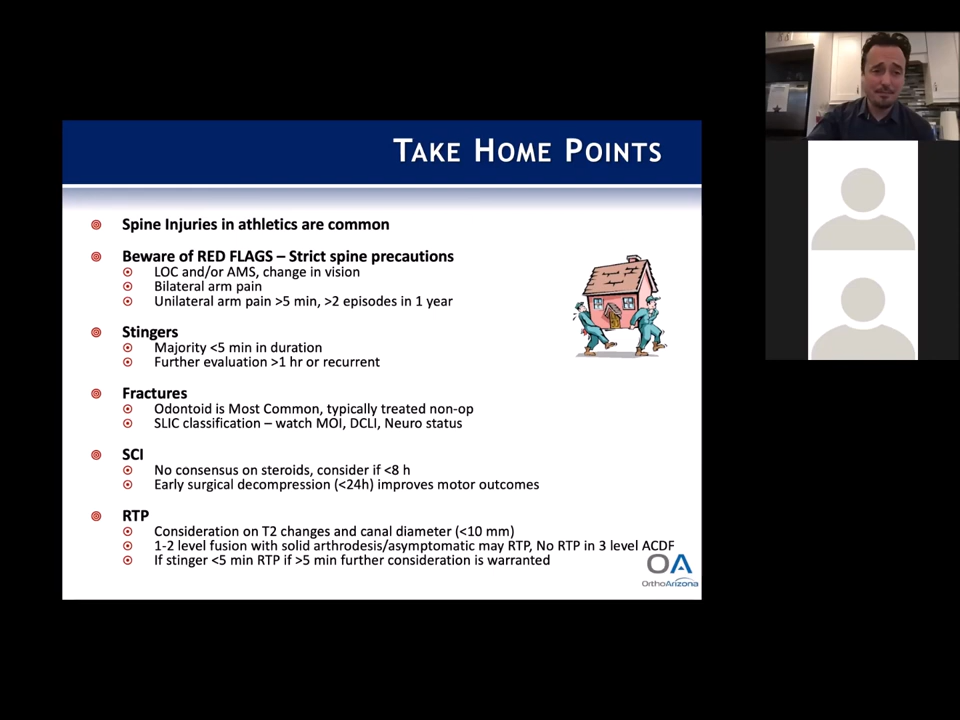 TAKE HOME POINTS
Spine Injuries in athletics are common
Beware of RED FLAGS – Strict spine precautions
LOC and/or AMS, change in vision
Bilateral arm pain
Unilateral arm pain >5 min, >2 episodes in 1 year
Stingers
Majority <5 min in duration
Further evaluation >1 hr or recurrent
Fractures
Odontoid is Most Common, typically treated non-op
SLIC classification – watch MOI, DCLI, Neuro status
SCI
No consensus on steroids, consider if <8 h
Early surgical decompression (<24h) improves motor outcomes
RTP
Consideration on T2 changes and canal diameter (<10 mm)
1-2 level fusion with solid arthrodesis/asymptomatic may RTP, No RTP in 3 level ACDF
If stinger <5 min RTP if >5 min further consideration is warranted
OA
OrthoArizona